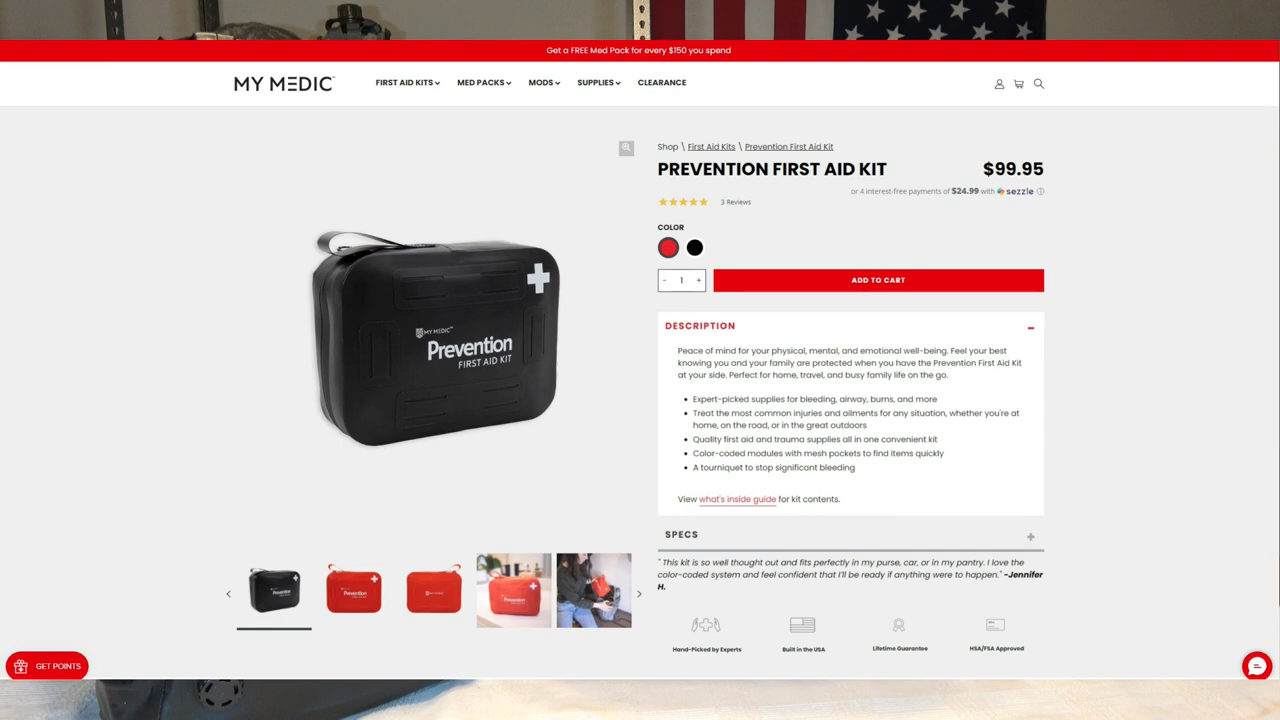 Get a FREE Med Pack for every $150 you spend
MY MEDIC
FIRST AID KITS
MED PACKS
MODS
SUPPLIES
CLEARANCE
Shop \ First Aid Kits \ Prevention First Aid Kit
PREVENTION FIRST AID KIT
$99.95
or 4 interest-free payments of $24.99 with sezzle
3 Reviews
COLOR
- 1 +
ADD TO CART
MY MEDIC
Prevention
FIRST AID KIT
DESCRIPTION
Peace of mind for your physical, mental, and emotional well-being. Feel your best
knowing you and your family are protected when you have the Prevention First Aid Kit
at your side. Perfect for home, travel, and busy family life on the go.
Expert-picked supplies for bleeding, airway, burns, and more
Treat the most common injuries and ailments for any situation, whether you're at
home, on the road, or in the great outdoors
Quality first aid and trauma supplies all in one convenient kit
Color-coded modules with mesh pockets to find items quickly
A tourniquet to stop significant bleeding
View what's inside guide for kit contents.
SPECS
" This kit is so well thought out and fits perfectly in my purse, car, or in my pantry. I love the
color-coded system and feel confident that I'll be ready if anything were to happen." -Jennifer
H.
Prevention
Prevention
Prevention
Hand-Picked by Experts
Built in the USA
Lifetime Guarantee
HSA/FSA Approved
GET POINTS